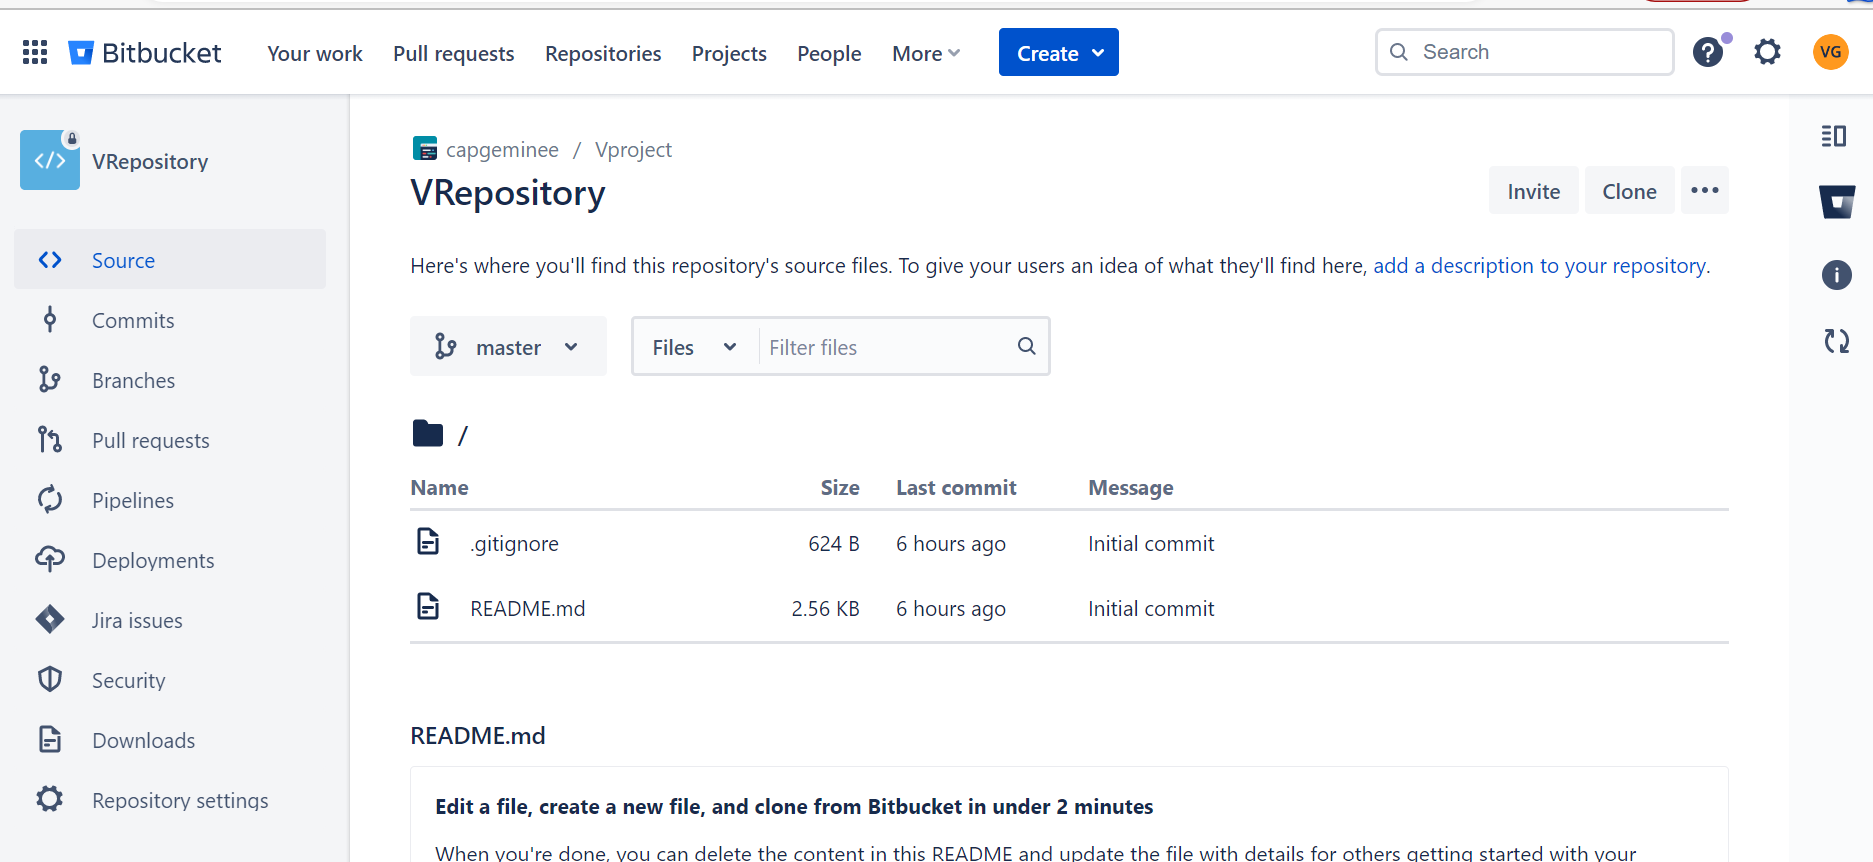 Bitbucket Your work Pull requests Repositories Projects People More Create Search ? VG
VRepository
Source
Commits
Branches
Pull requests
Pipelines
Deployments
Jira issues
Security
Downloads
Repository settings
capgeminee / Vproject
VRepository
Invite Clone
Here's where you'll find this repository's source files. To give your users an idea of what they'll find here, add a description to your repository.
master Files Filter files
/
Name Size Last commit Message
.gitignore 624 B 6 hours ago Initial commit
README.md 2.56 KB 6 hours ago Initial commit
README.md
Edit a file, create a new file, and clone from Bitbucket in under 2 minutes
When you're done, you can delete the content in this README and update the file with details for others getting started with your